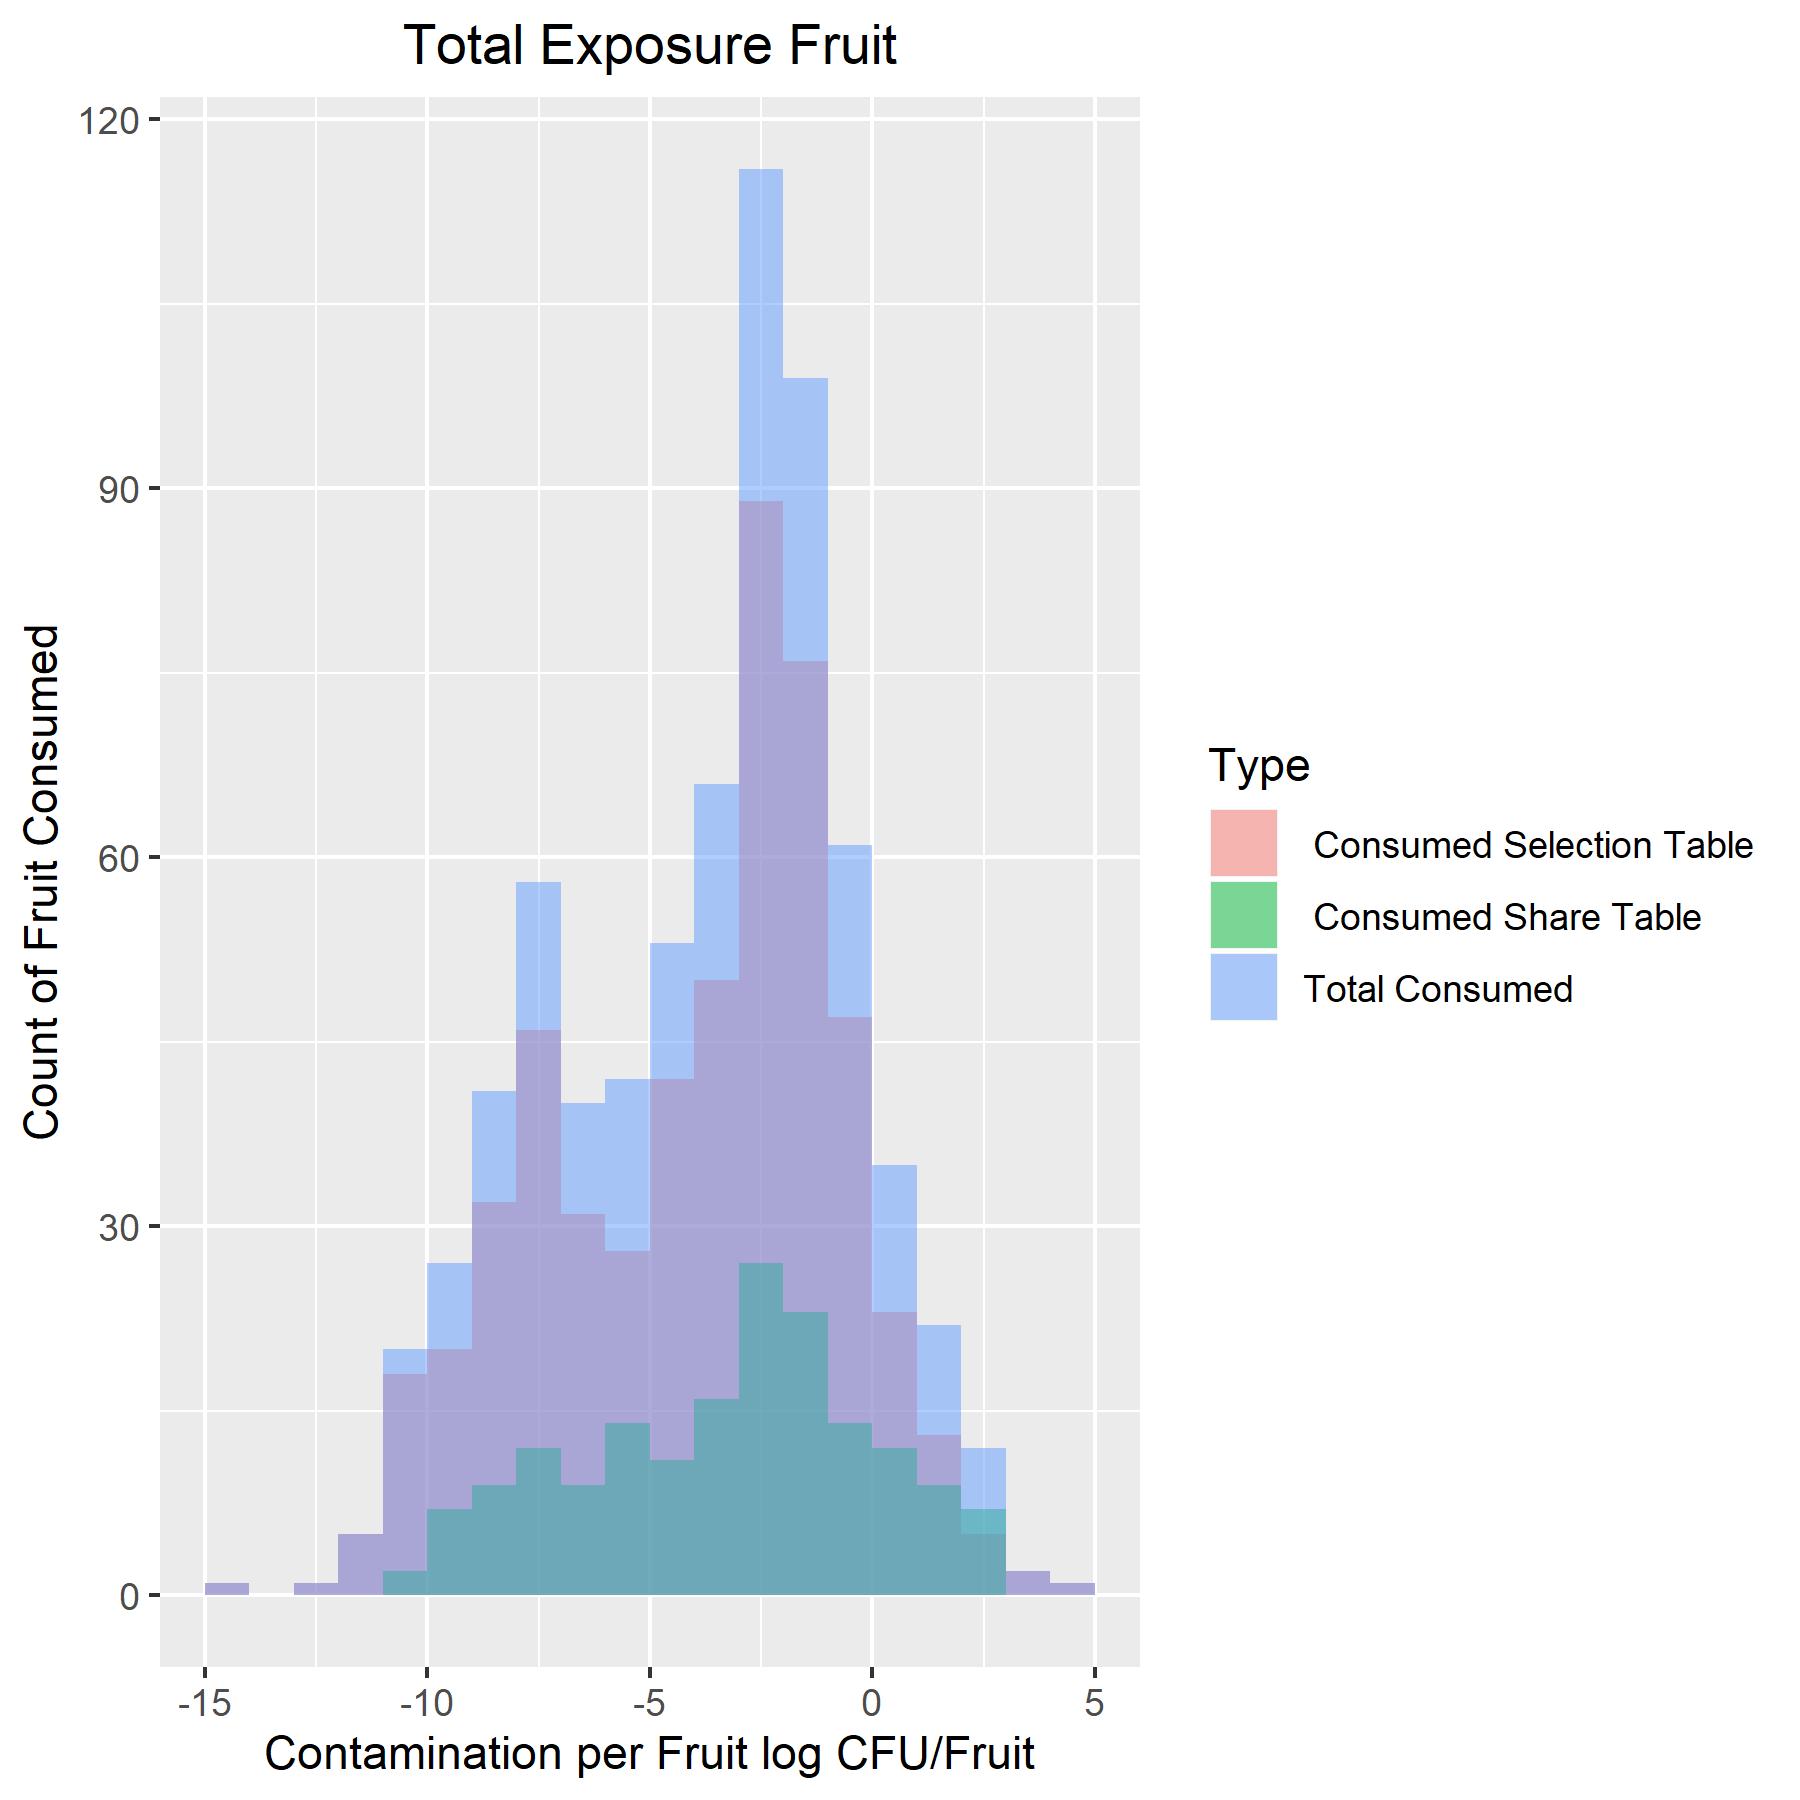 Total Exposure Fruit
120
90
60
30
0
Count of Fruit Consumed
-15
-10
-5
0
5
Contamination per Fruit log CFU/Fruit
Type
Consumed Selection Table
Consumed Share Table
Total Consumed